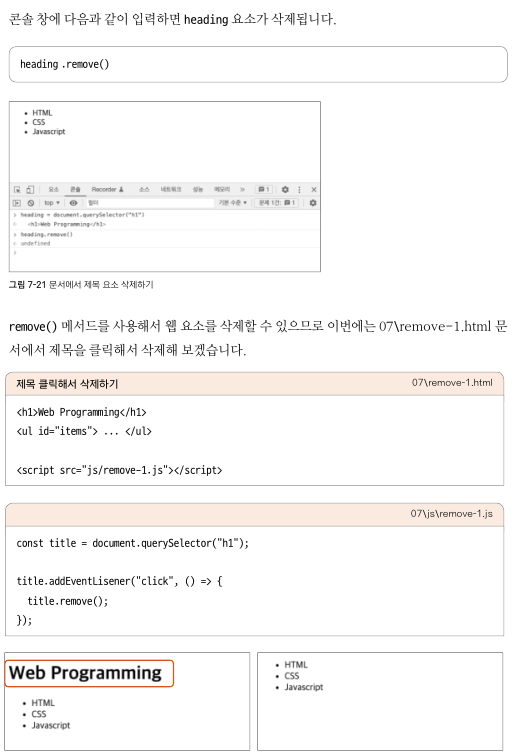 콘솔 창에 다음과 같이 입력하면 heading 요소가 삭제됩니다.
heading .remove()
• HTML
• CSS
• Javascript
요소 콘솔 Recorder 소스 네트워크 성능 메모리 » 1
top ▾ 필터 기본 수준 ▾ 문제 1건: 1
> heading = document.querySelector("h1")
<h1>Web Programming</h1>
> heading.remove()
undefined
>
그림 7-21 문서에서 제목 요소 삭제하기
remove() 메서드를 사용해서 웹 요소를 삭제할 수 있으므로 이번에는 07\remove-1.html 문
서에서 제목을 클릭해서 삭제해 보겠습니다.
제목 클릭해서 삭제하기 07\remove-1.html
<h1>Web Programming</h1>
<ul id="items"> ... </ul>
<script src="js/remove-1.js"></script>
07\js\remove-1.js
const title = document.querySelector("h1");
title.addEventLisener("click", () => {
title.remove();
});
Web Programming
• HTML
• CSS
• Javascript
• HTML
• CSS
• Javascript